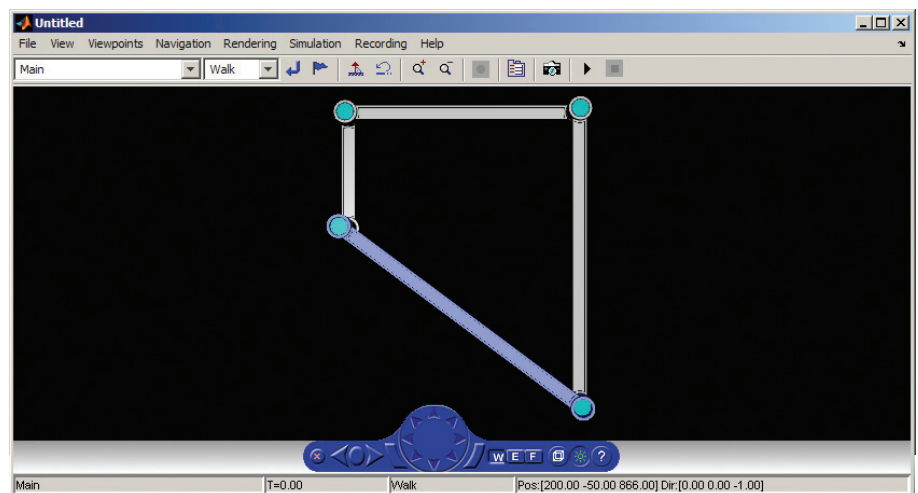 Untitled
File View Viewpoints Navigation Rendering Simulation Recording Help
Main Walk
W E F ?
Main T=0.00 Walk Pos:[200.00 -50.00 866.00] Dir:[0.00 0.00 -1.00]